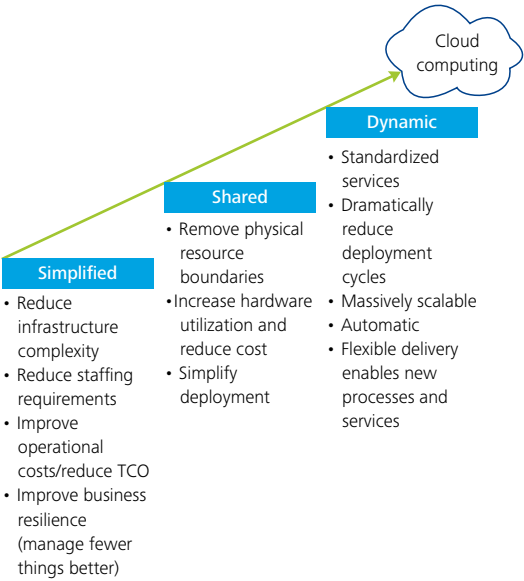 Cloud
computing
Dynamic
• Standardized
services
• Dramatically
reduce
deployment
cycles
• Massively scalable
• Automatic
• Flexible delivery
enables new
processes and
services
Shared
• Remove physical
resource
boundaries
•Increase hardware
utilization and
reduce cost
• Simplify
deployment
Simplified
• Reduce
infrastructure
complexity
• Reduce staffing
requirements
• Improve
operational
costs/reduce TCO
• Improve business
resilience
(manage fewer
things better)